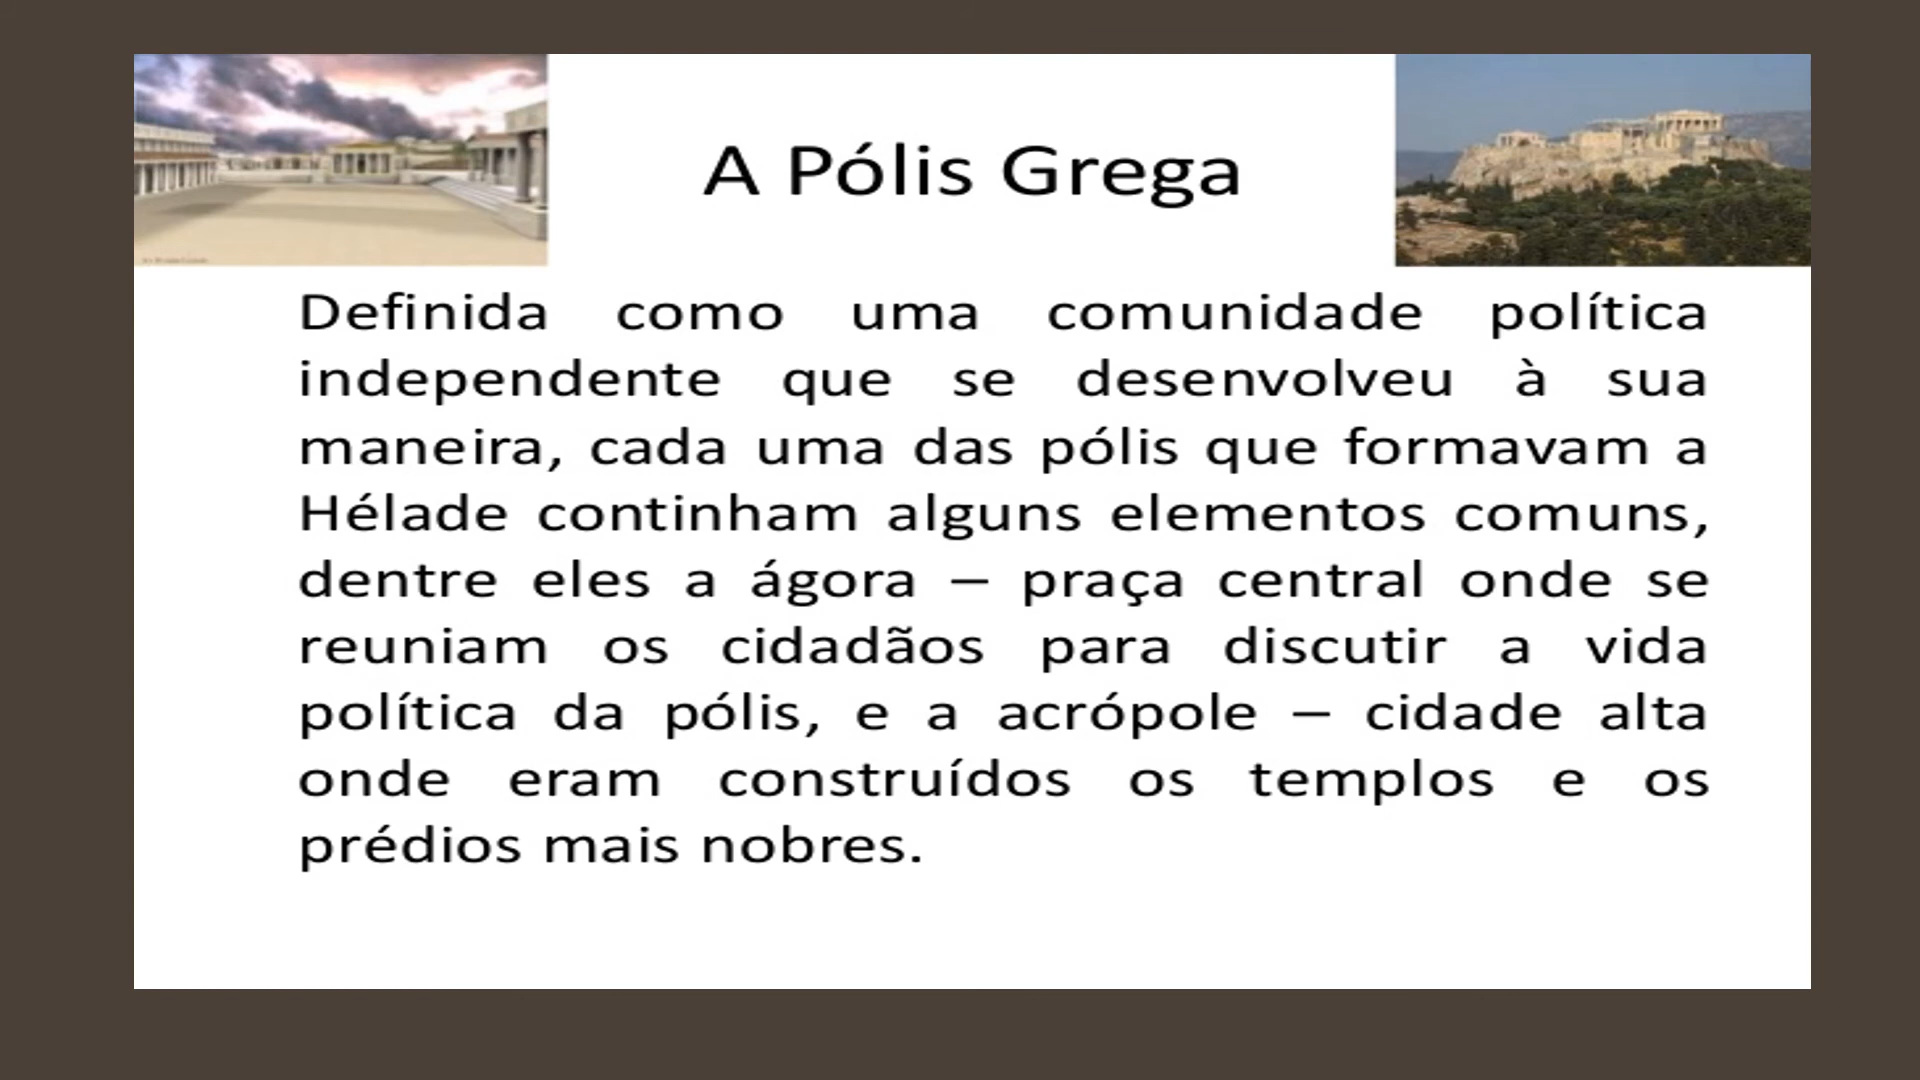 A Pólis Grega
Definida como uma comunidade política
independente que se desenvolveu à sua
maneira, cada uma das pólis que formavam a
Hélade continham alguns elementos comuns,
dentre eles a ágora – praça central onde se
reuniam os cidadãos para discutir a vida
política da pólis, e a acrópole – cidade alta
onde eram construídos os templos e os
prédios mais nobres.